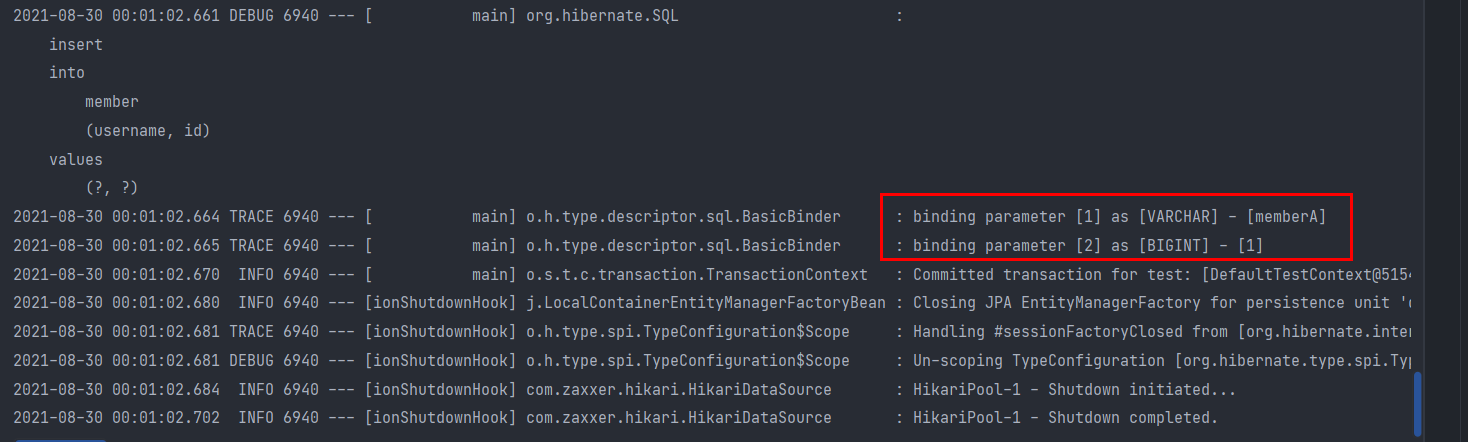 2021-08-30 00:01:02.661 DEBUG 6940 --- [           main] org.hibernate.SQL                        :
    insert
    into
        member
        (username, id)
    values
        (?, ?)
2021-08-30 00:01:02.664 TRACE 6940 --- [           main] o.h.type.descriptor.sql.BasicBinder      : binding parameter [1] as [VARCHAR] - [memberA]
2021-08-30 00:01:02.665 TRACE 6940 --- [           main] o.h.type.descriptor.sql.BasicBinder      : binding parameter [2] as [BIGINT] - [1]
2021-08-30 00:01:02.670  INFO 6940 --- [           main] o.s.t.c.transaction.TransactionContext   : Committed transaction for test: [DefaultTestContext@5154
2021-08-30 00:01:02.680  INFO 6940 --- [ionShutdownHook] j.LocalContainerEntityManagerFactoryBean : Closing JPA EntityManagerFactory for persistence unit '
2021-08-30 00:01:02.681 TRACE 6940 --- [ionShutdownHook] o.h.type.spi.TypeConfiguration$Scope     : Handling #sessionFactoryClosed from [org.hibernate.inter
2021-08-30 00:01:02.681 DEBUG 6940 --- [ionShutdownHook] o.h.type.spi.TypeConfiguration$Scope     : Un-scoping TypeConfiguration [org.hibernate.type.spi.Typ
2021-08-30 00:01:02.684  INFO 6940 --- [ionShutdownHook] com.zaxxer.hikari.HikariDataSource       : HikariPool-1 - Shutdown initiated...
2021-08-30 00:01:02.702  INFO 6940 --- [ionShutdownHook] com.zaxxer.hikari.HikariDataSource       : HikariPool-1 - Shutdown completed.